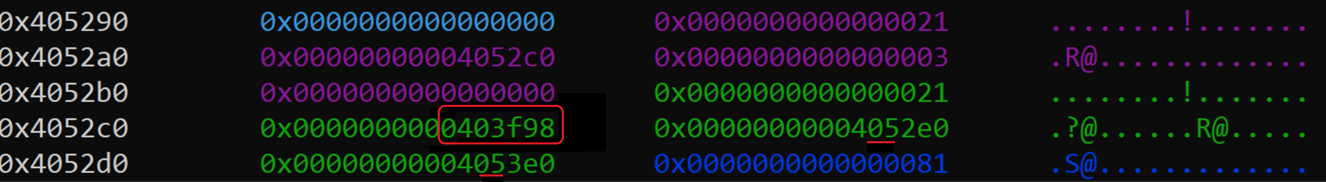 0x405290 0x0000000000000000 0x0000000000000021 ........!.......
0x4052a0 0x00000000004052c0 0x0000000000000003 .R@.............
0x4052b0 0x0000000000000000 0x0000000000000021 ........!.......
0x4052c0 0x0000000000403f98 0x00000000004052e0 .?@......R@.....
0x4052d0 0x00000000004053e0 0x0000000000000081 .S@.............